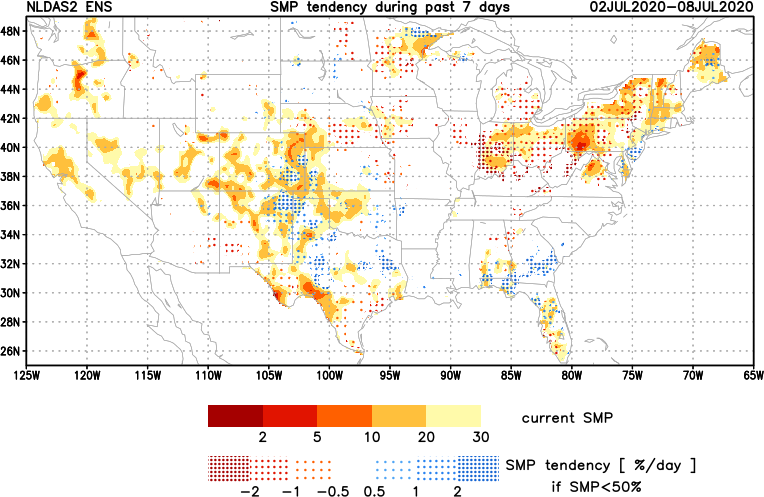 NLDAS2 ENS SMP tendency during past 7 days 02JUL2020-08JUL2020
48N
46N
44N
42N
40N
38N
36N
34N
32N
30N
28N
26N
125W 120W 115W 110W 105W 100W 95W 90W 85W 80W 75W 70W 65W
current SMP
2 5 10 20 30
SMP tendency [ %/day ]
-2 -1 -0.5 0.5 1 2 if SMP<50%